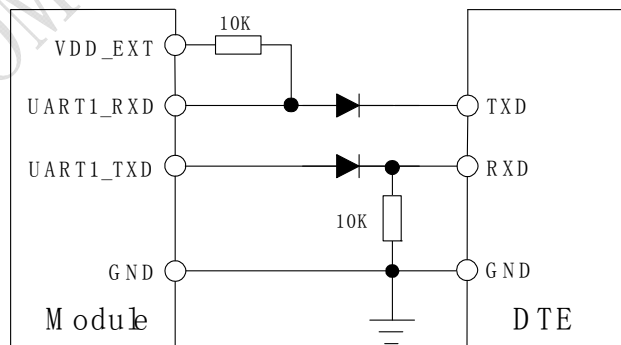 10K
VDD_EXT
UART1_RXD
TXD
UART1_TXD
RXD
10K
GND
GND
Module
DTE